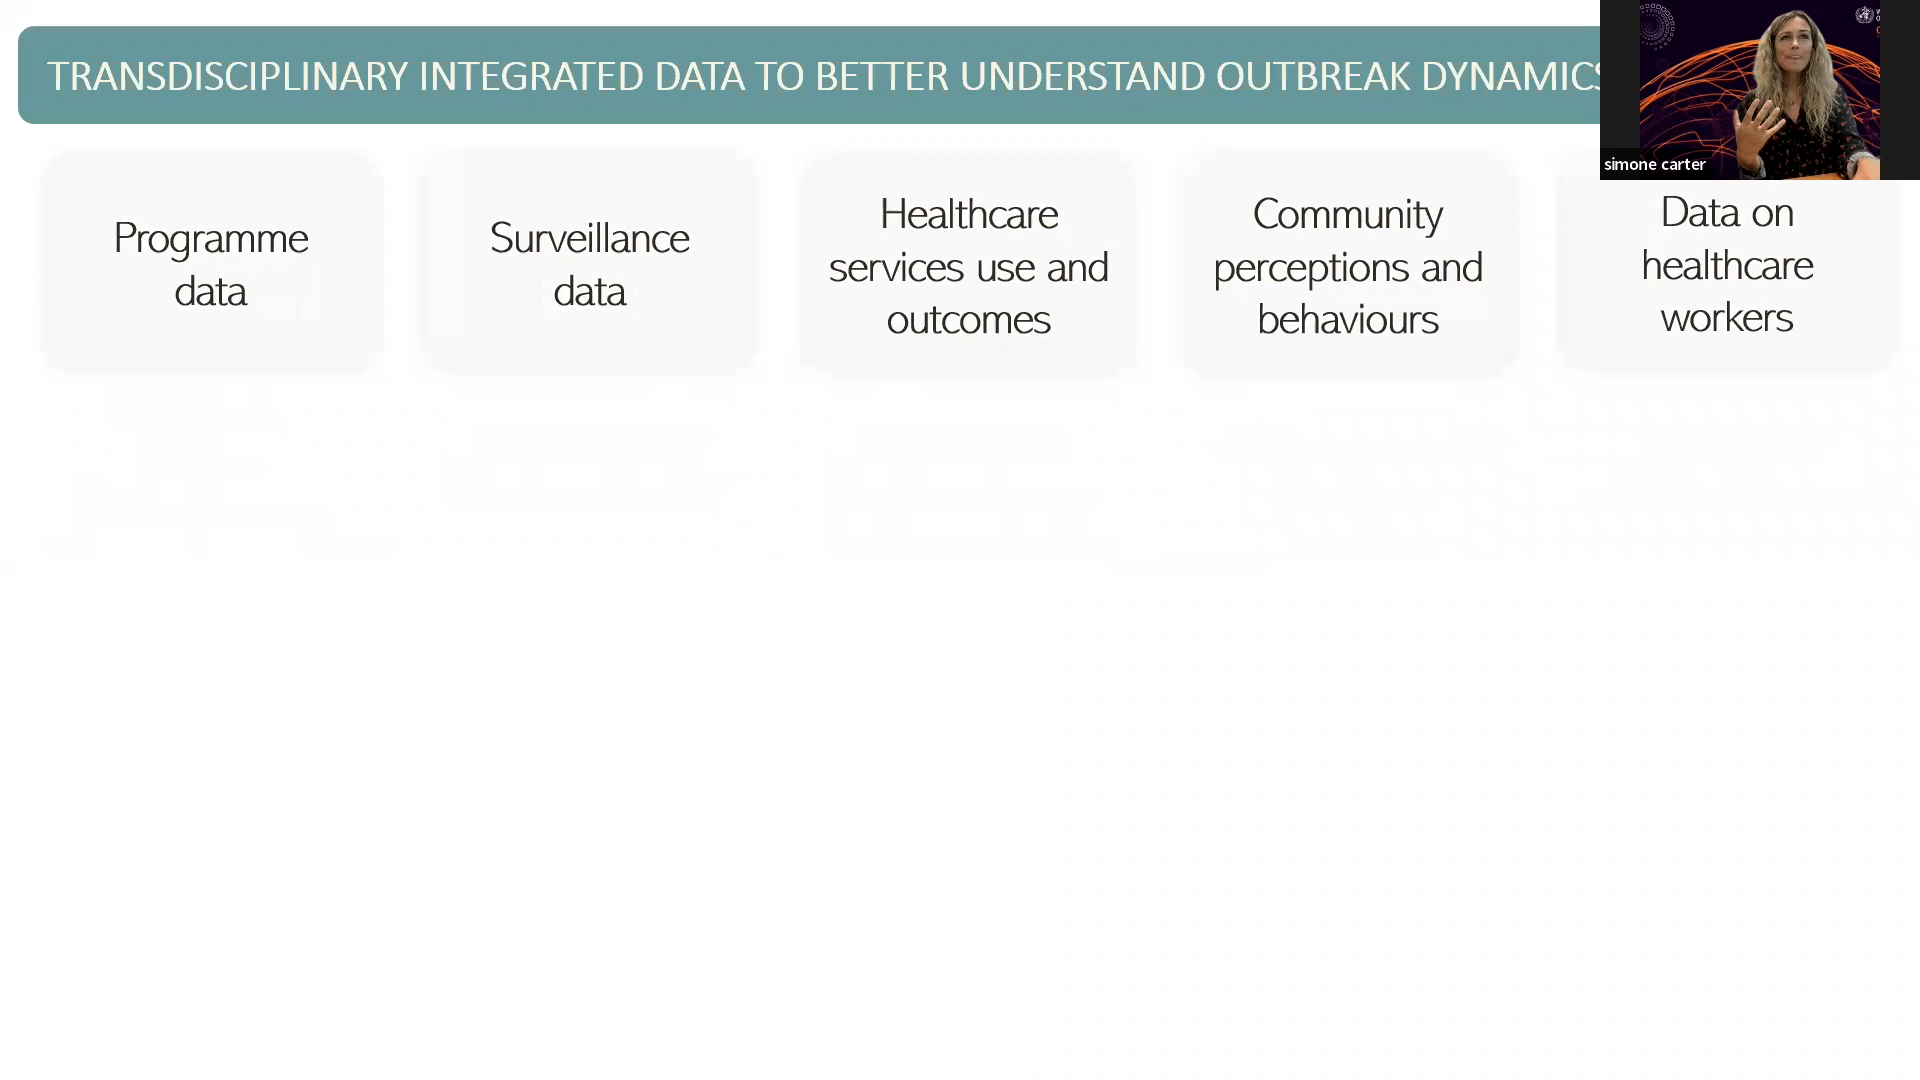 TRANSDISCIPLINARY INTEGRATED DATA TO BETTER UNDERSTAND OUTBREAK DYNAMICS
simone carter
Programme
data
Surveillance
data
Healthcare
services use and
outcomes
Community
perceptions and
behaviours
Data on
healthcare
workers